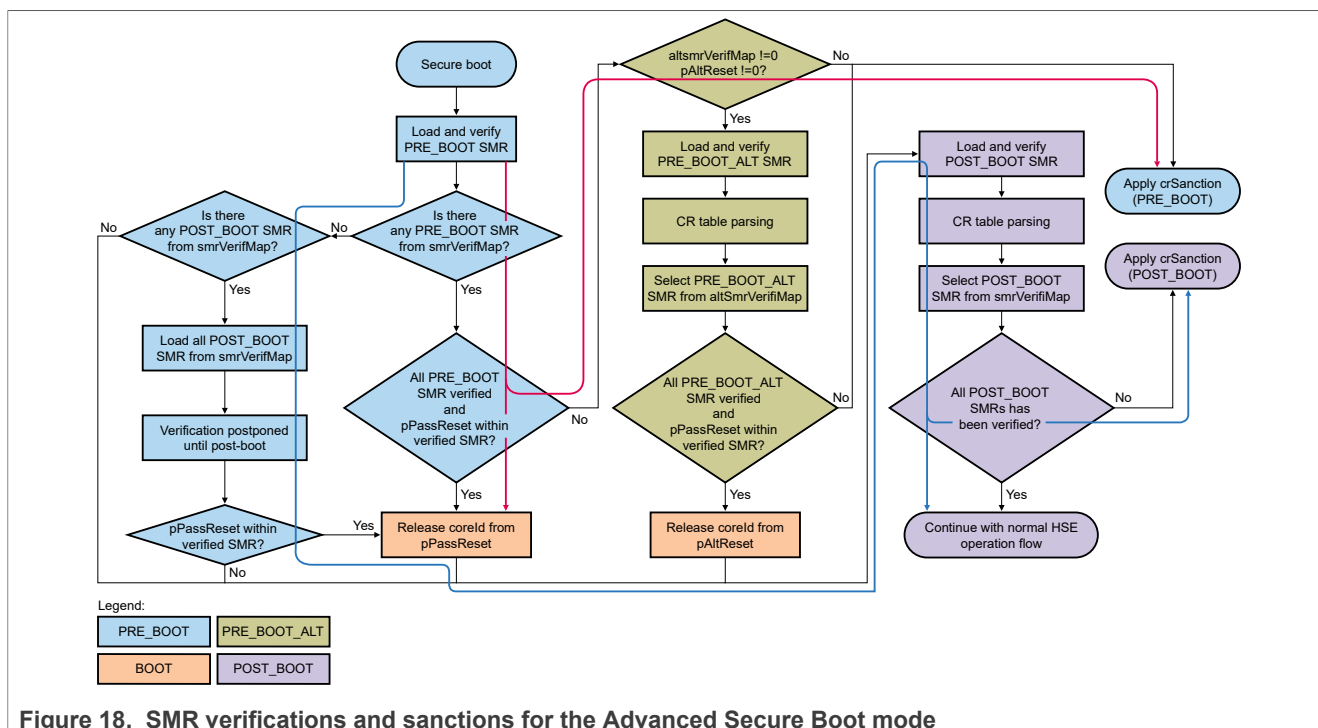 Secure boot
Load and verify
PRE_BOOT SMR
Is there
any POST_BOOT SMR
from smrVerifMap?
No
Yes
No
Is there
any PRE_BOOT SMR
from smrVerifMap?
Load all POST_BOOT
SMR from smrVerifMap
Verification postponed
until post-boot
pPassReset within
verified SMR?
Yes
No
All PRE_BOOT
SMR verified
and
pPassReset within
verified SMR?
No
Yes
Release coreId from
pPassReset
altsmrVerifMap !=0
pAltReset !=0?
No
Yes
Load and verify
PRE_BOOT_ALT SMR
CR table parsing
Select PRE_BOOT_ALT
SMR from altSmrVerifiMap
All PRE_BOOT_ALT
SMR verified
and
pPassReset within
verified SMR?
No
Yes
Release coreId from
pAltReset
Load and verify
POST_BOOT SMR
CR table parsing
Select POST_BOOT
SMR from smrVerifiMap
All POST_BOOT
SMRs has
been verified?
No
Yes
Continue with normal HSE
operation flow
Apply crSanction
(PRE_BOOT)
Apply crSanction
(POST_BOOT)
Legend:
PRE_BOOT
PRE_BOOT_ALT
BOOT
POST_BOOT
Figure 18. SMR verifications and sanctions for the Advanced Secure Boot mode